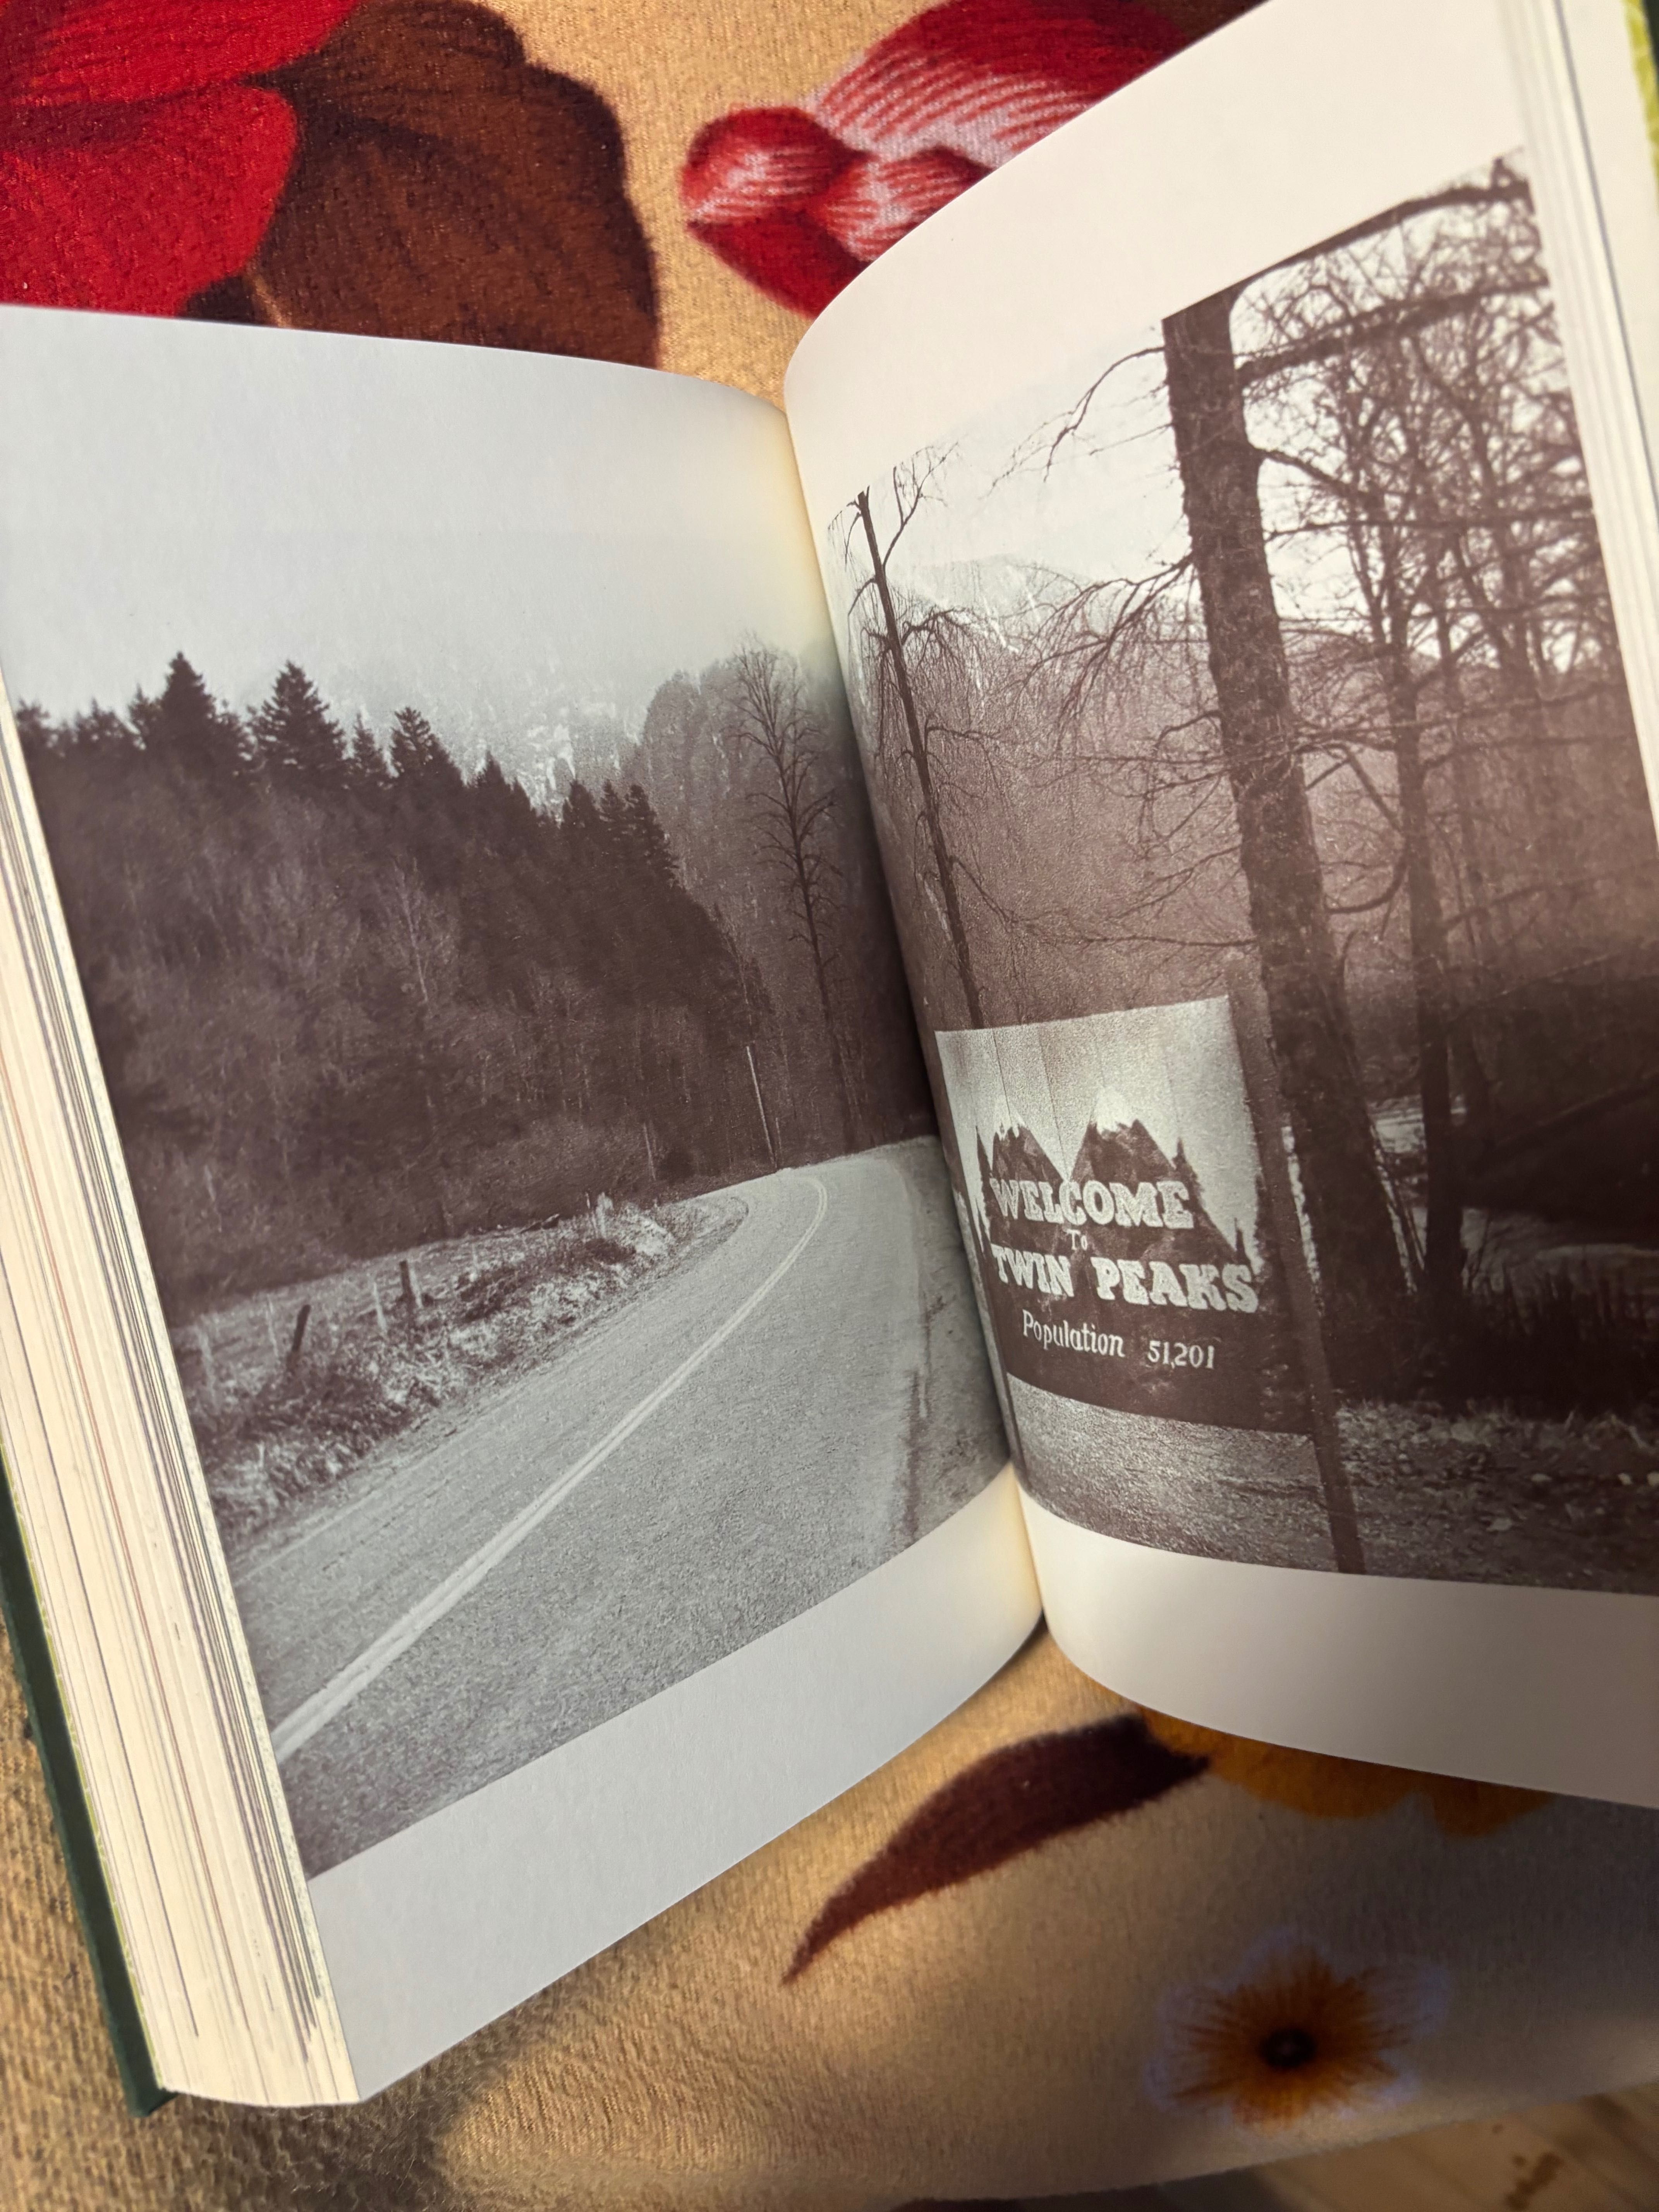 WELCOME
To
TWIN PEAKS
Population 51,201